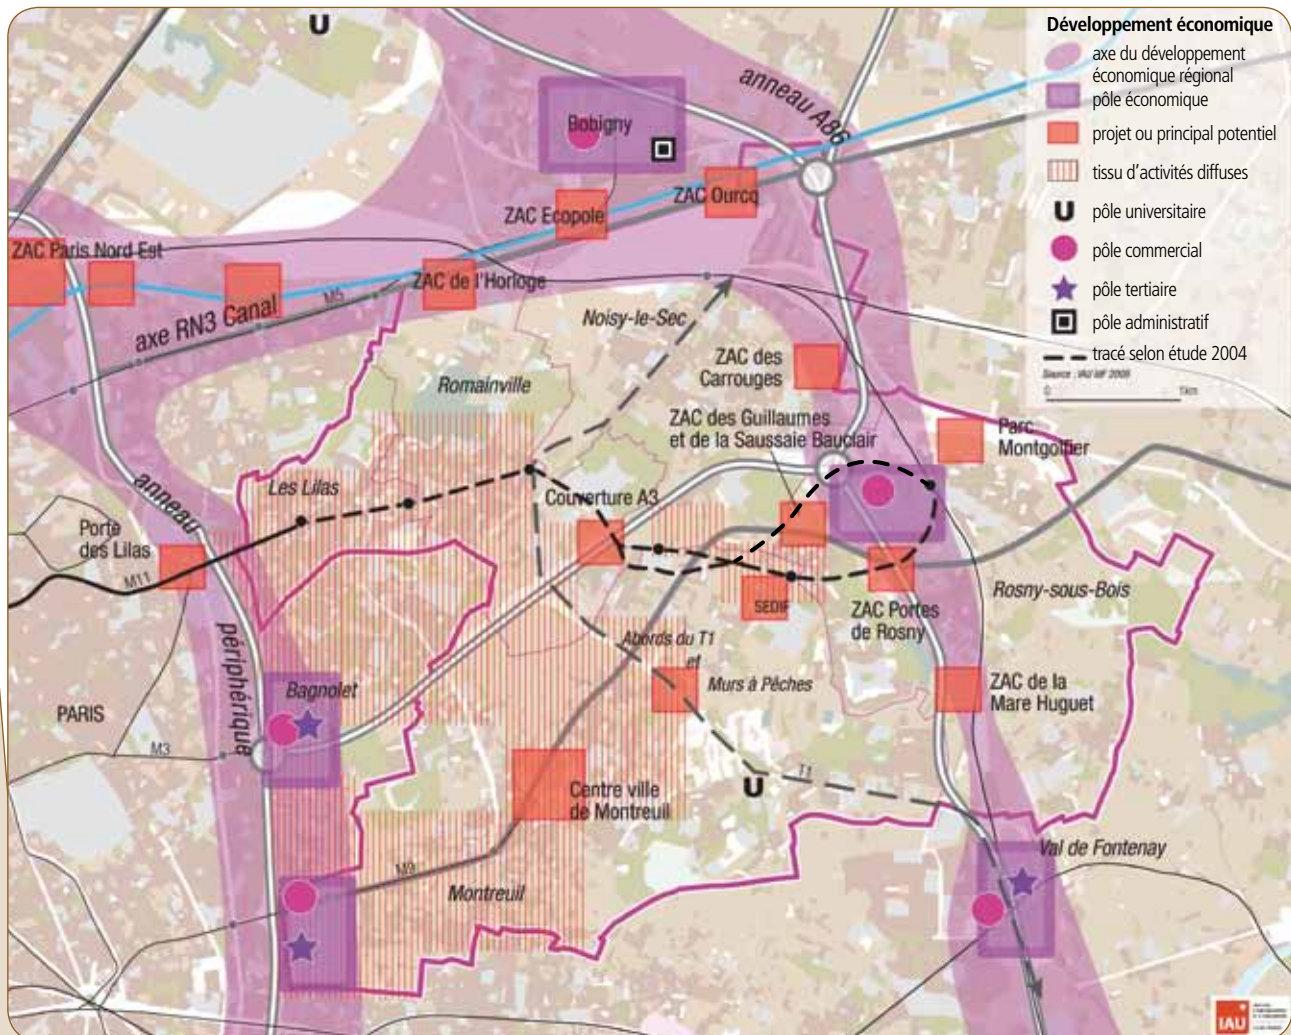 Développement économique
axe du développement
économique régional
pôle économique
projet ou principal potentiel
tissu d'activités diffuses
U
pôle universitaire
pôle commercial
pôle tertiaire
pôle administratif
tracé selon étude 2004
0
1km
U
anneau A86
Bobigny
ZAC Ourcq
ZAC Ecopole
ZAC Paris Nord Est
ZAC de l'Horloge
M5
axe RN3 Canal
Noisy-le-Sec
ZAC des
Carrouges
Romainville
ZAC des Guillaumes
et de la Saussaie Bauclair
Parc
Montgolfier
Les Lilas
anneau
périphérique
Couverture A3
Porte
des Lilas
M11
SEDIF
ZAC Portes
de Rosny
Rosny-sous-Bois
Abords du T1
et
Murs à Pêches
ZAC de la
Mare Huguet
Bagnolet
PARIS
M3
T1
U
Centre ville
de Montreuil
Val de Fontenay
M9
Montreuil
IAU